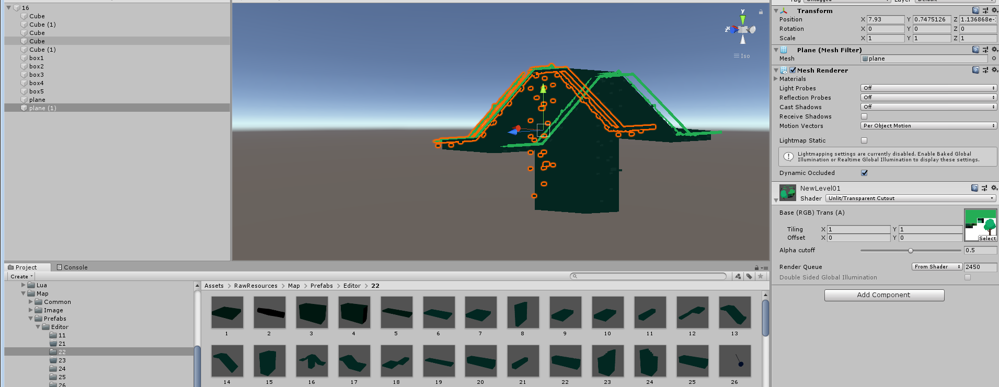 16
Cube
Cube (1)
Cube
Cube
Cube (1)
box1
box2
box3
box4
box5
plane
plane (1)
y
z
Iso
Transform
Position X 7.93 Y 0.7475126 Z 1.136868e-
Rotation X 0 Y 0 Z 0
Scale X 1 Y 1 Z 1
Plane (Mesh Filter)
Mesh plane
Mesh Renderer
Materials
Light Probes Off
Reflection Probes Off
Cast Shadows Off
Receive Shadows
Motion Vectors Per Object Motion
Lightmap Static
Lightmapping settings are currently disabled. Enable Baked Global
Illumination or Realtime Global Illumination to display these settings.
Dynamic Occluded
NewLevel01
Shader Unlit/Transparent Cutout
Base (RGB) Trans (A)
Tiling X 1 Y 1
Offset X 0 Y 0
Select
Alpha cutoff 0.5
Render Queue From Shader 2450
Double Sided Global Illumination
Add Component
Project Console
Create
Lua
Map
Common
Image
Prefabs
Editor
11
21
22
23
24
25
26
Assets > RawResources > Map > Prefabs > Editor > 22
1 2 3 4 5 6 7 8 9 10 11 12 13
14 15 16 17 18 19 20 21 22 23 24 25 26